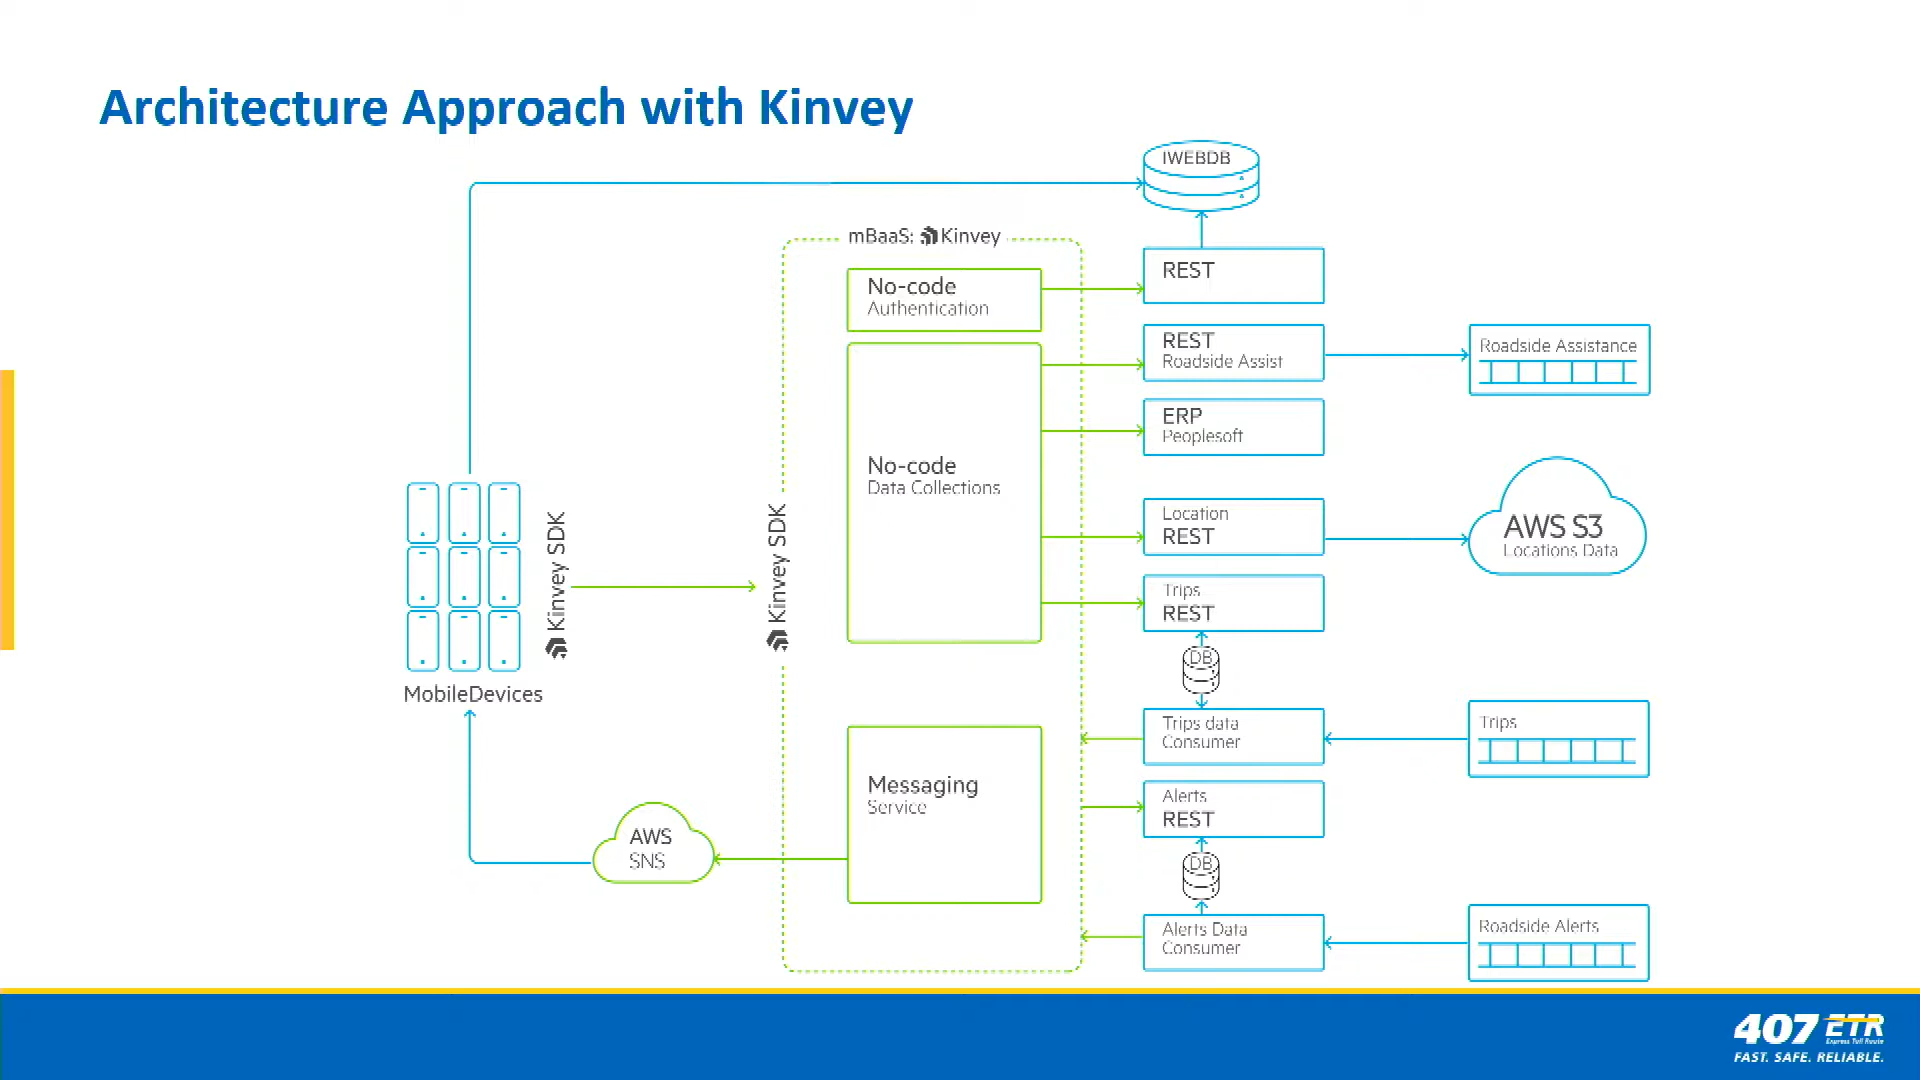 Architecture Approach with Kinvey
IWEBDB
mBaaS: Kinvey
No-code
Authentication
REST
REST
Roadside Assist
Roadside Assistance
ERP
Peoplesoft
No-code
Data Collections
Location
REST
AWS S3
Locations Data
Kinvey SDK
Kinvey SDK
Trips
REST
DB
MobileDevices
Trips data
Consumer
Trips
Messaging
Service
Alerts
REST
AWS
SNS
DB
Alerts Data
Consumer
Roadside Alerts
407 ETR
Express Toll Route
FAST. SAFE. RELIABLE.